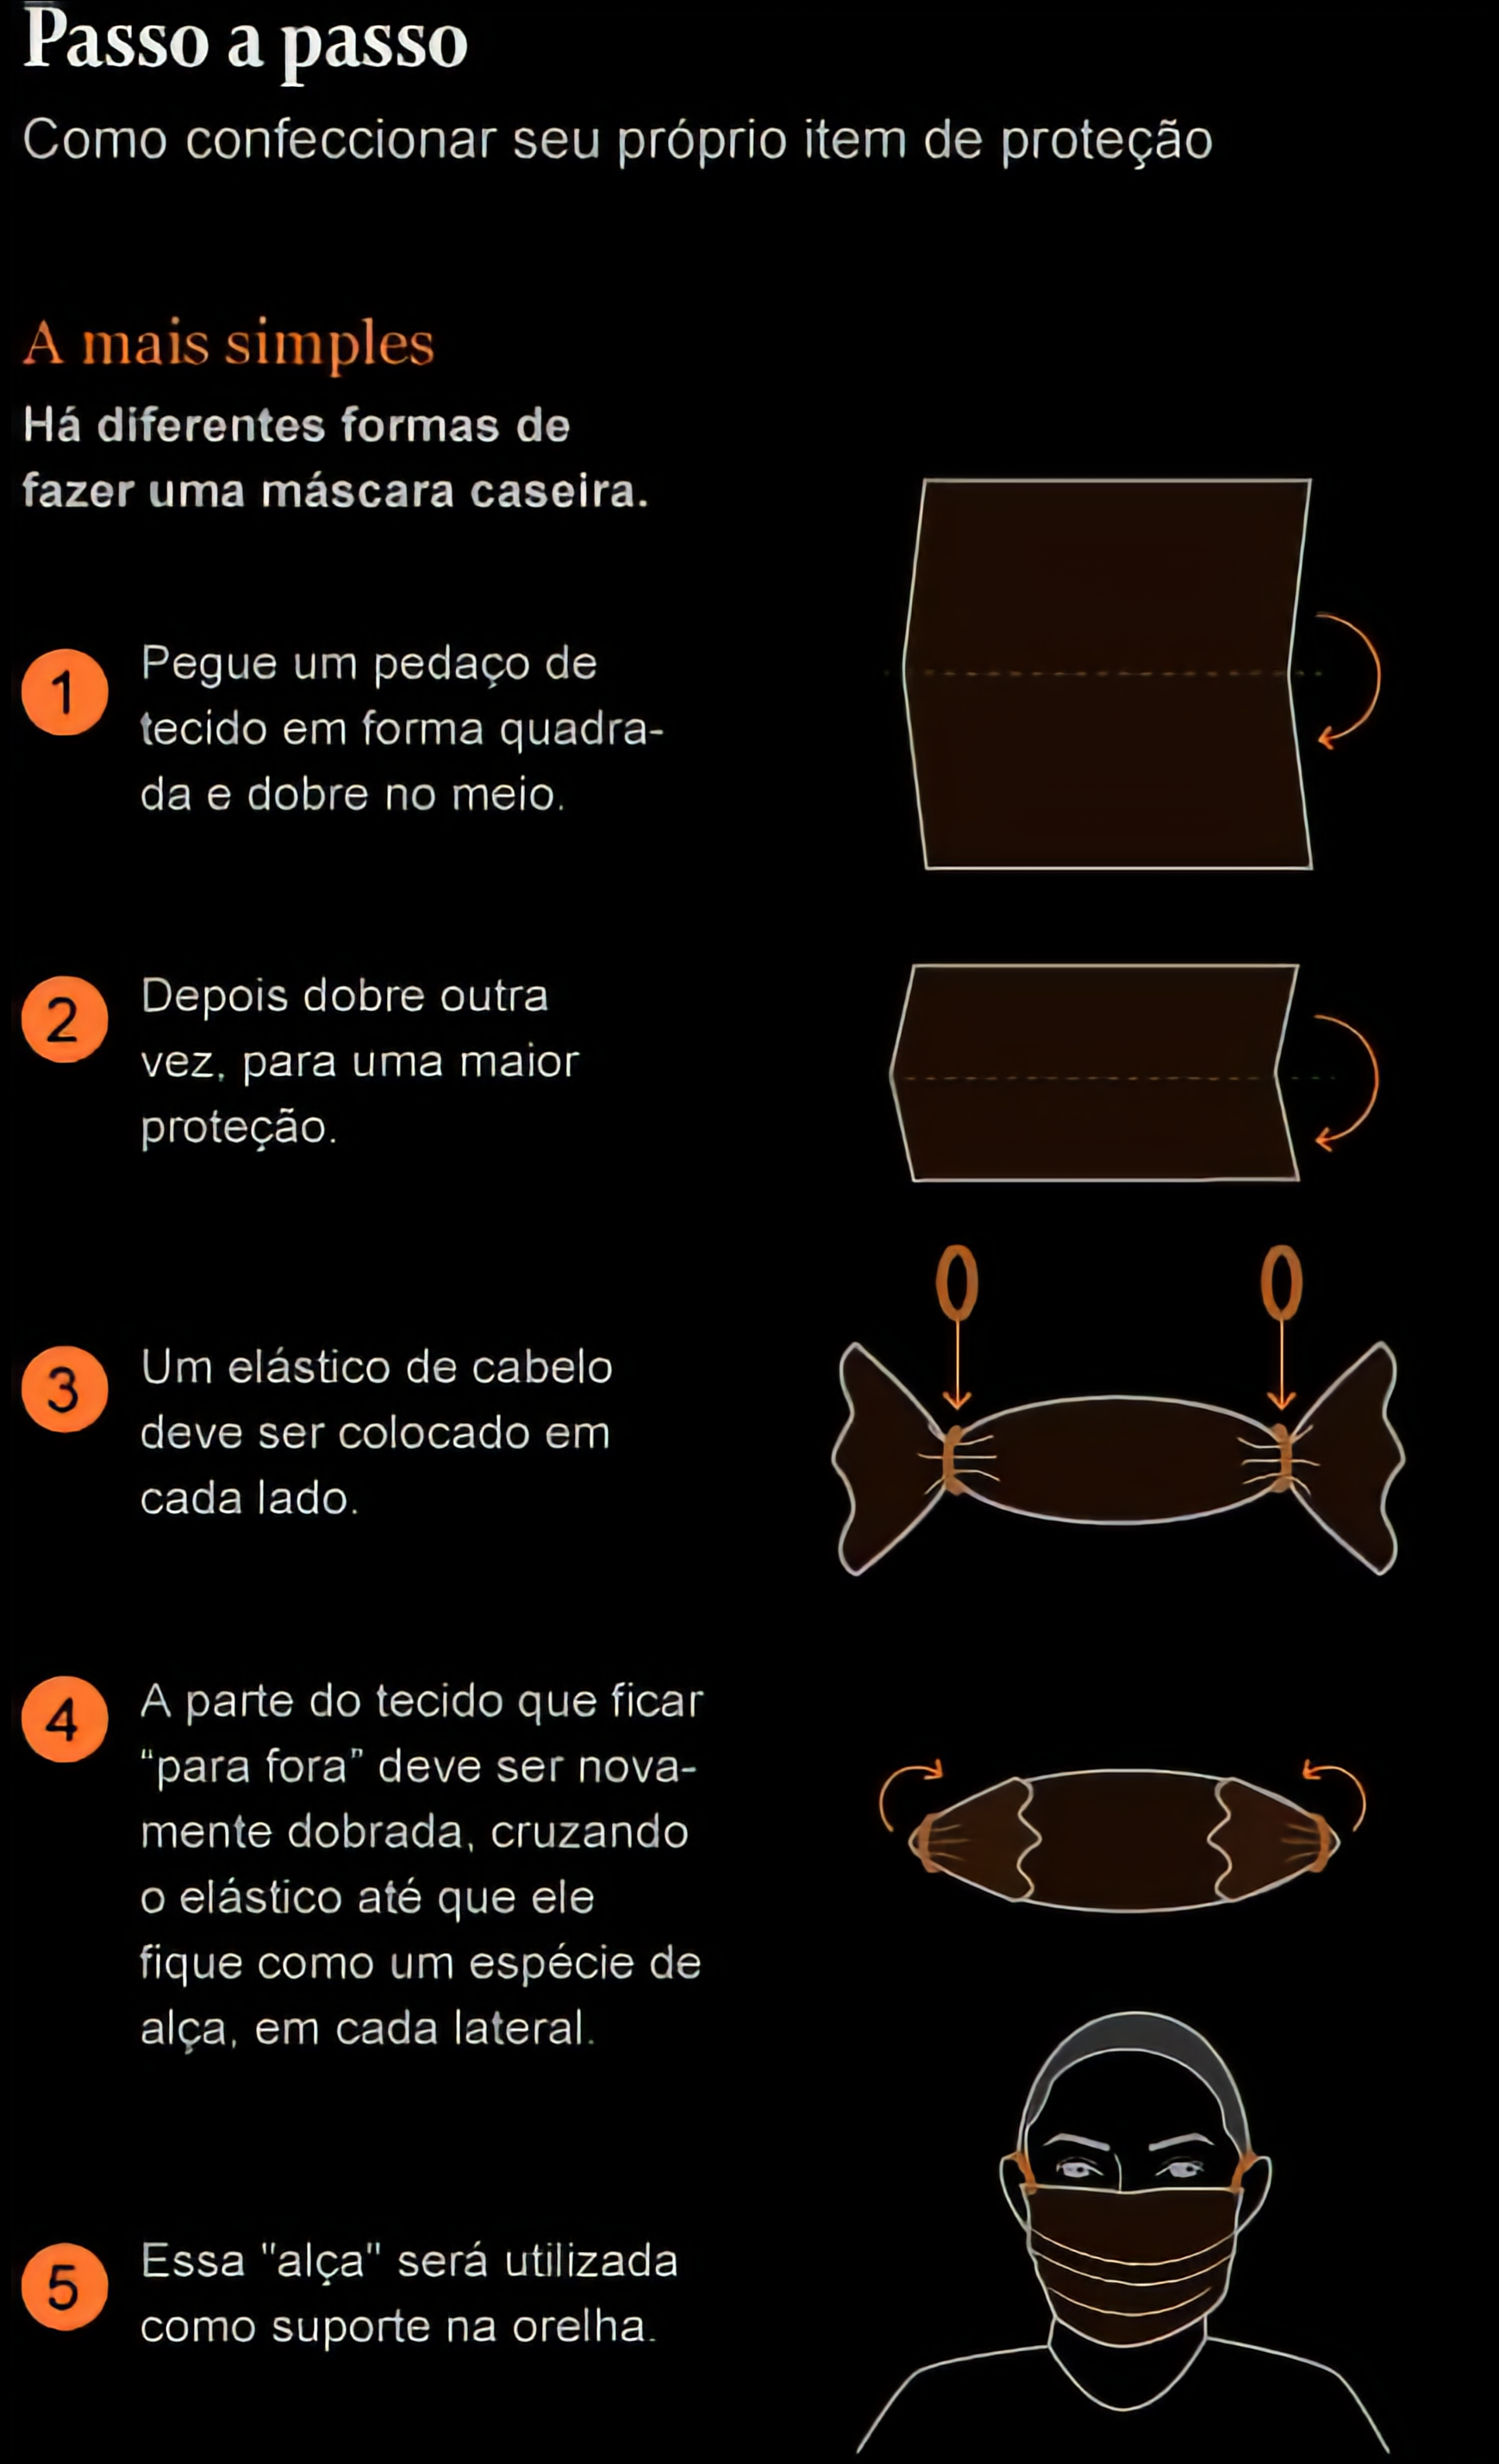 Passo a passo
Como confeccionar seu próprio item de proteção
A mais simples
Há diferentes formas de
fazer uma máscara caseira.
1
Pegue um pedaço de
tecido em forma quadra-
da e dobre no meio.
2
Depois dobre outra
vez, para uma maior
proteção.
3
Um elástico de cabelo
deve ser colocado em
cada lado.
4
A parte do tecido que ficar
“para fora” deve ser nova-
mente dobrada, cruzando
o elástico até que ele
fique como um espécie de
alça, em cada lateral.
5
Essa "alça" será utilizada
como suporte na orelha.